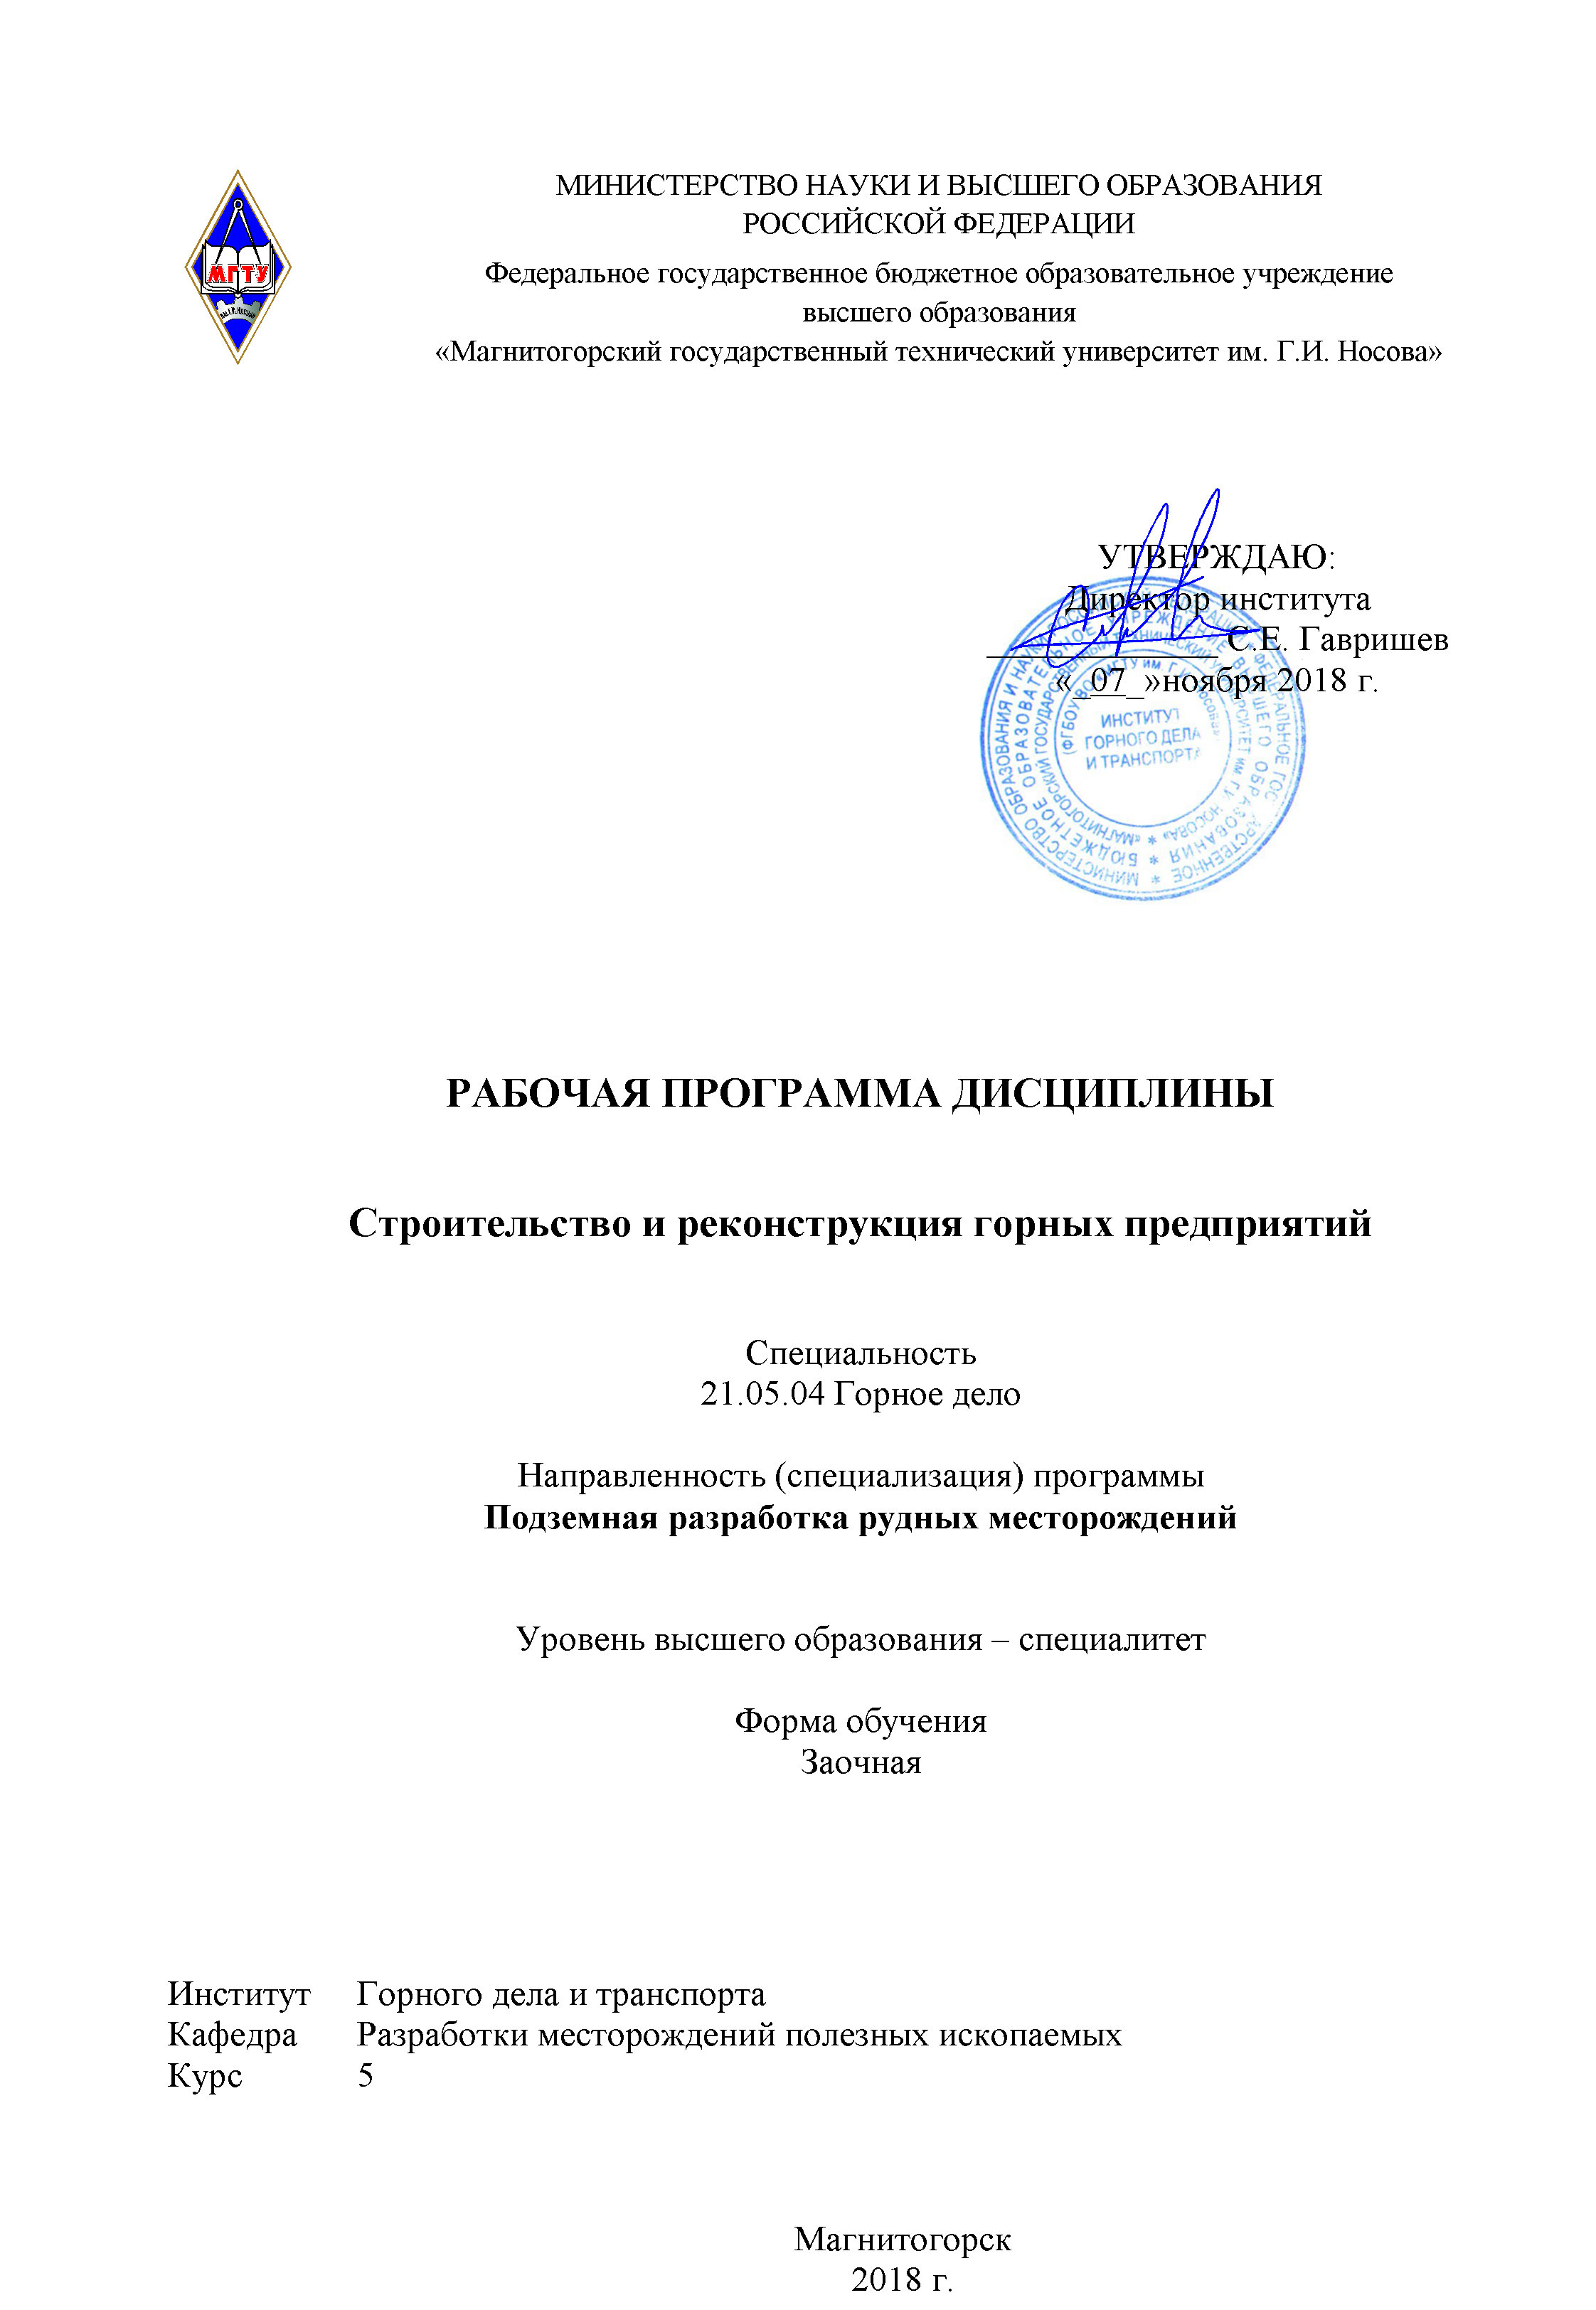 МИНИСТЕРСТВО НАУКИ И ВЫСШЕГО ОБРАЗОВАНИЯ
РОССИЙСКОЙ ФЕДЕРАЦИИ
Федеральное государственное бюджетное образовательное учреждение
высшего образования
«Магнитогорский государственный технический университет им. Г.И. Носова»
МГТУ
УТВЕРЖДАЮ:
Директор института
С.Е. Гавришев
«_07_»ноября 2018 г.
ИНСТИТУТ
ГОРНОГО ДЕЛА
И ТРАНСПОРТА
РАБОЧАЯ ПРОГРАММА ДИСЦИПЛИНЫ
Строительство и реконструкция горных предприятий
Специальность
21.05.04 Горное дело
Направленность (специализация) программы
Подземная разработка рудных месторождений
Уровень высшего образования – специалитет
Форма обучения
Заочная
Институт Горного дела и транспорта
Кафедра Разработки месторождений полезных ископаемых
Курс 5
Магнитогорск
2018 г.